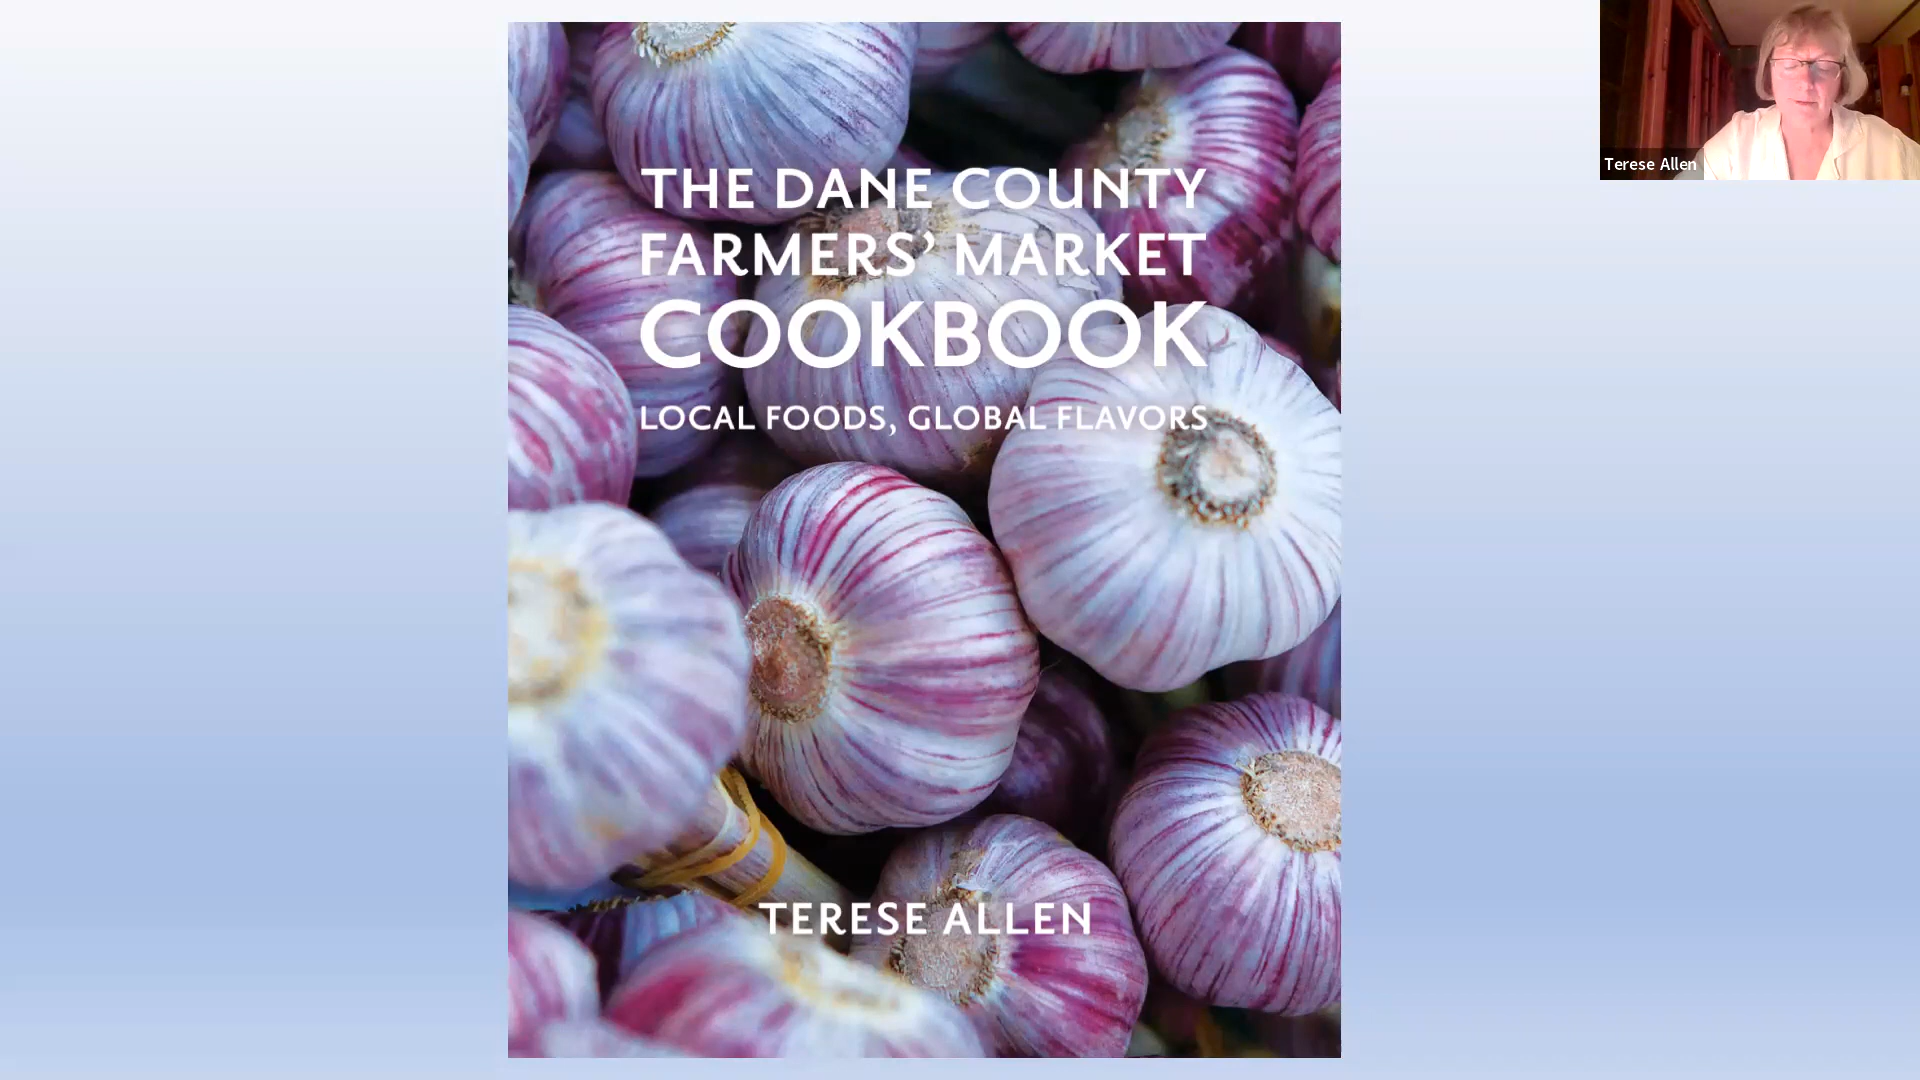 THE DANE COUNTY
FARMERS’ MARKET
COOKBOOK
LOCAL FOODS, GLOBAL FLAVORS
TERESE ALLEN
Terese Allen